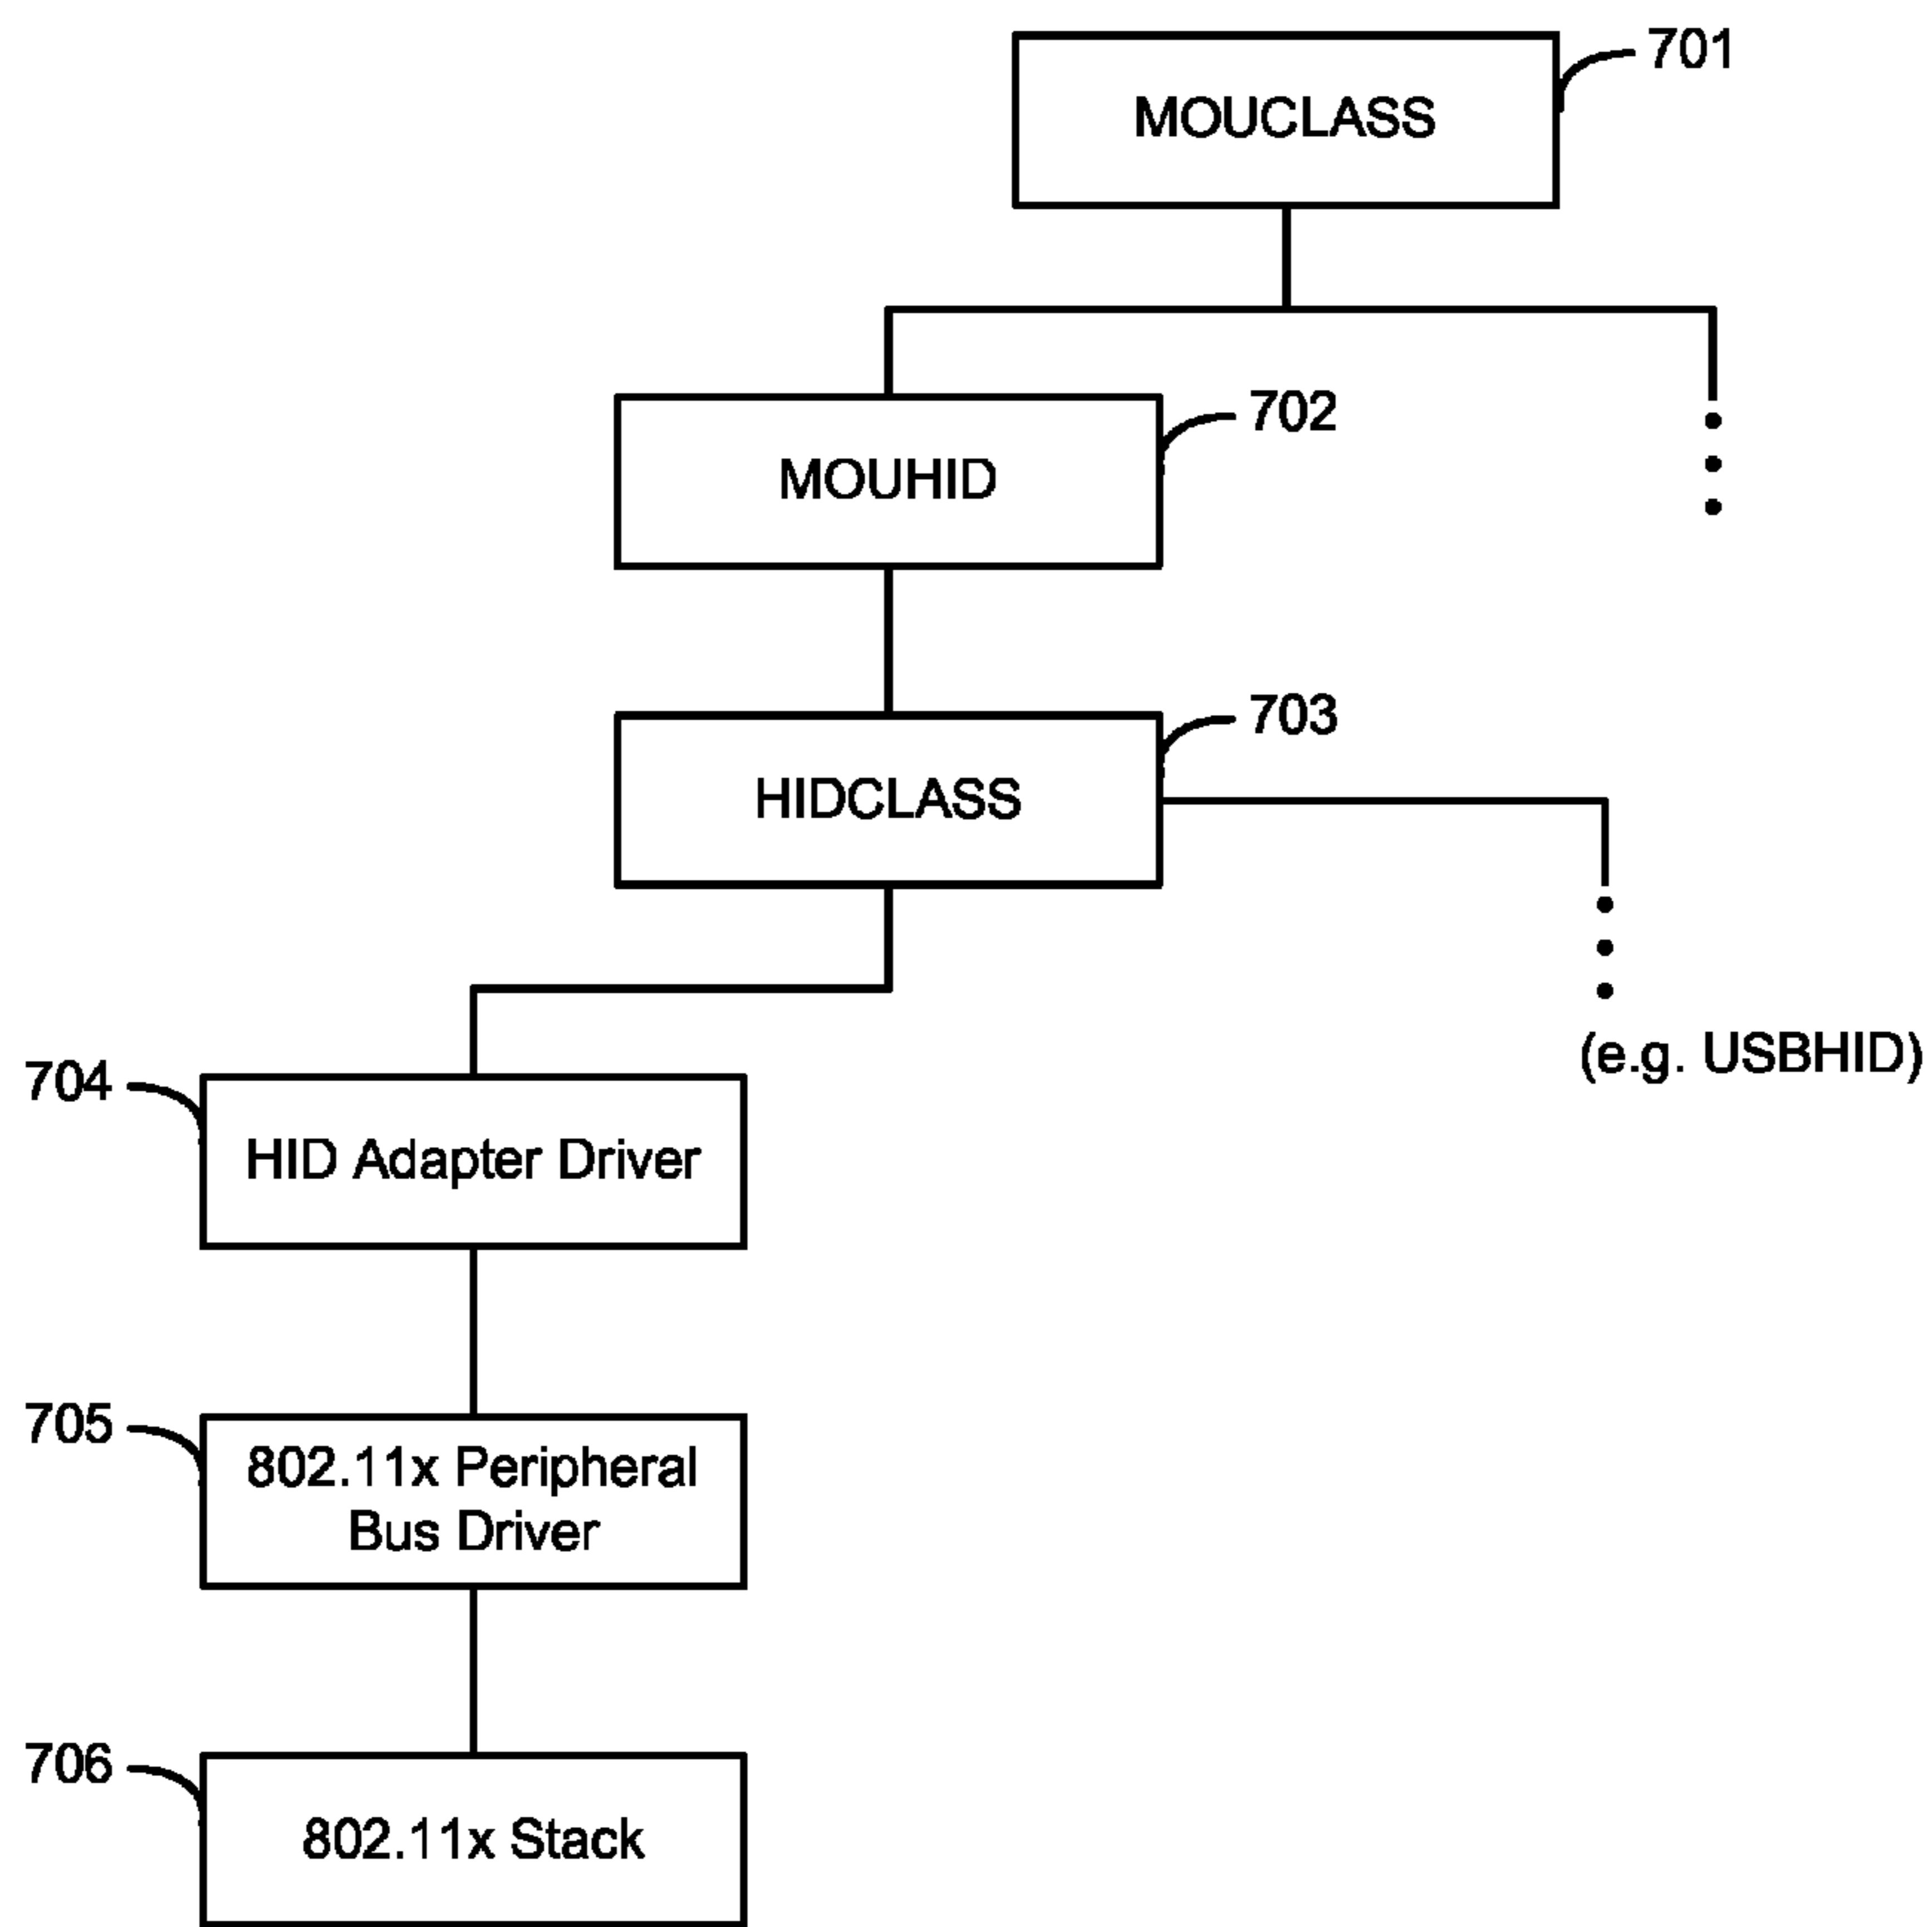 701
MOUCLASS
702
MOUHID
703
HIDCLASS
(e.g. USBHID)
704
HID Adapter Driver
705
802.11x Peripheral
Bus Driver
706
802.11x Stack